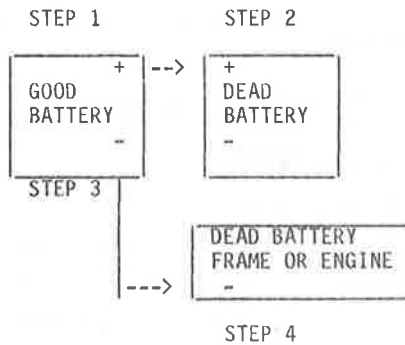 STEP 1 STEP 2
+ --> +
GOOD DEAD
BATTERY BATTERY
- -
STEP 3
DEAD BATTERY
FRAME OR ENGINE
---> -
STEP 4